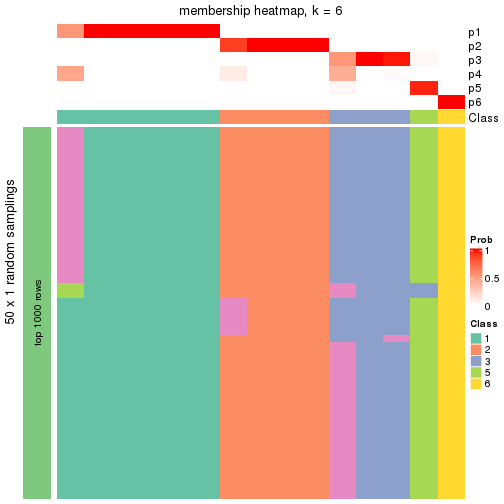 membership heatmap, k = 6
p1
p2
p3
p4
p5
p6
Class
50 x 1 random samplings
top 1000 rows
Prob
1
0.5
0
Class
1
2
3
5
6